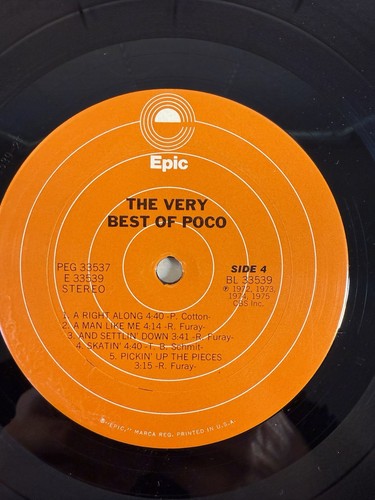 Epic
THE VERY
BEST OF POCO
PEG 33537
E 33539
STEREO
SIDE 4
BL 33539
℗ 1972, 1973,
1974, 1975
CBS Inc.
1. A RIGHT ALONG 4:40 -P. Cotton-
2. A MAN LIKE ME 4:14 -R. Furay-
3. AND SETTLIN' DOWN 3:41 -R. Furay-
4. SKATIN' 4:40 -T. B. Schmit-
5. PICKIN' UP THE PIECES
3:15 -R. Furay-
® "EPIC," MARCA REG. PRINTED IN U.S.A.